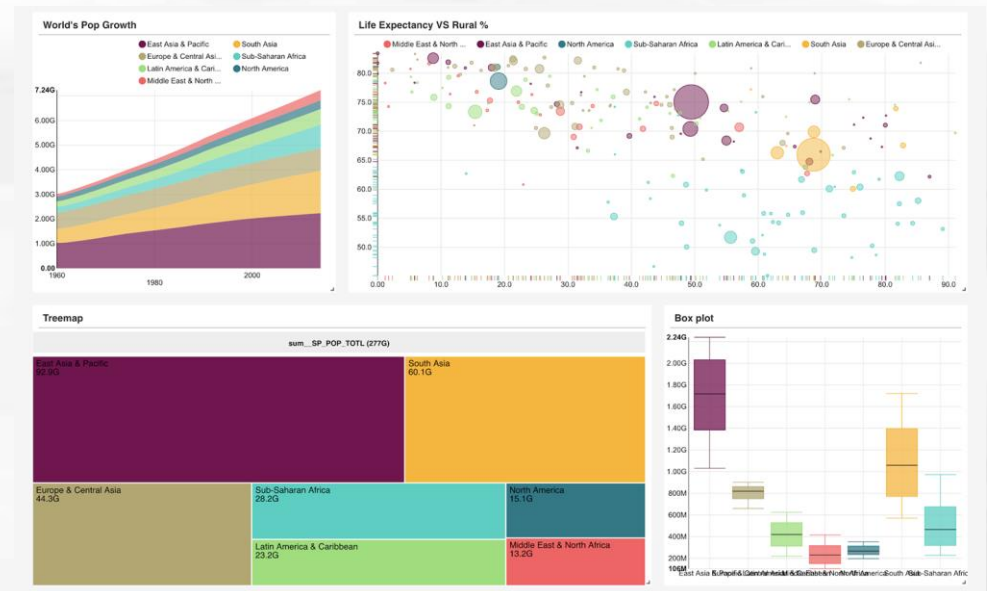 World's Pop Growth
East Asia & Pacific
South Asia
Europe & Central Asi...
Sub-Saharan Africa
Latin America & Cari...
North America
Middle East & North ...
7.24G
6.00G
5.00G
4.00G
3.00G
2.00G
1.00G
0.00
1960
1980
2000
Life Expectancy VS Rural %
Middle East & North ...
East Asia & Pacific
North America
Sub-Saharan Africa
Latin America & Cari...
South Asia
Europe & Central Asi...
80.0
75.0
70.0
65.0
60.0
55.0
50.0
0.00
10.0
20.0
30.0
40.0
50.0
60.0
70.0
80.0
90.0
Treemap
sum__SP_POP_TOTL (277G)
East Asia & Pacific
92.9G
South Asia
60.1G
Europe & Central Asia
44.3G
Sub-Saharan Africa
28.2G
North America
15.1G
Latin America & Caribbean
23.2G
Middle East & North Africa
13.2G
Box plot
2.24G
2.00G
1.80G
1.60G
1.40G
1.20G
1.00G
800M
600M
400M
200M
East Asia &
Sub-Saharan Afric